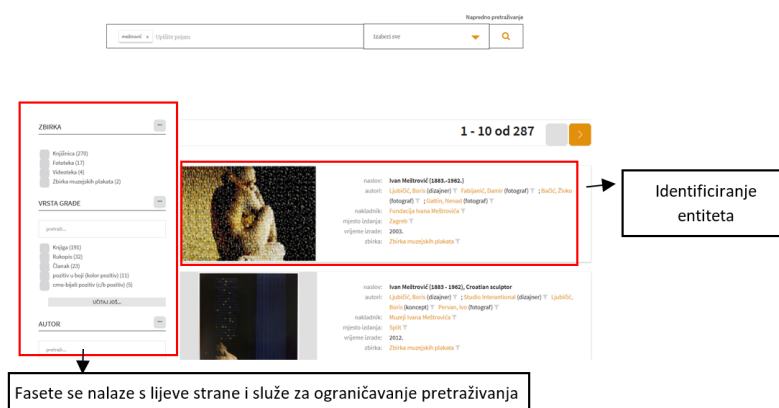 Napredno pretraživanje
meštrović x Upišite pojam
Izaberi sve
ZBIRKA
Knjižnica (270)
Fototeka (17)
Videoteka (4)
Zbirka muzejskih plakata (2)
VRSTA GRAĐE
potraži...
Knjiga (191)
Rukopis (32)
Članak (23)
pozitiv u boji (kolor pozitiv) (11)
crno-bijeli pozitiv (c/b pozitiv) (5)
UČITAJ JOŠ...
AUTOR
potraži...
1 - 10 od 287
naslov: Ivan Meštrović (1883.-1962.)
autori: Ljubičić, Boris (dizajner) ; Fabijanić, Damir (fotograf) ; Bačić, Živko
(fotograf) ; Gattin, Nenad (fotograf)
nakladnik: Fundacija Ivana Meštrovića
mjesto izdanja: Zagreb
vrijeme izrade: 2003.
zbirka: Zbirka muzejskih plakata
naslov: Ivan Meštrović (1883 - 1962), Croatian sculptor
autori: Ljubičić, Boris (dizajner) ; Studio International (dizajner) Ljubičić,
Boris (koncept) Pervan, Ivo (fotograf)
nakladnik: Muzeji Ivana Meštrovića
mjesto izdanja: Split
vrijeme izrade: 2012.
zbirka: Zbirka muzejskih plakata
Identificiranje
entiteta
Fasete se nalaze s lijeve strane i služe za ograničavanje pretraživanja